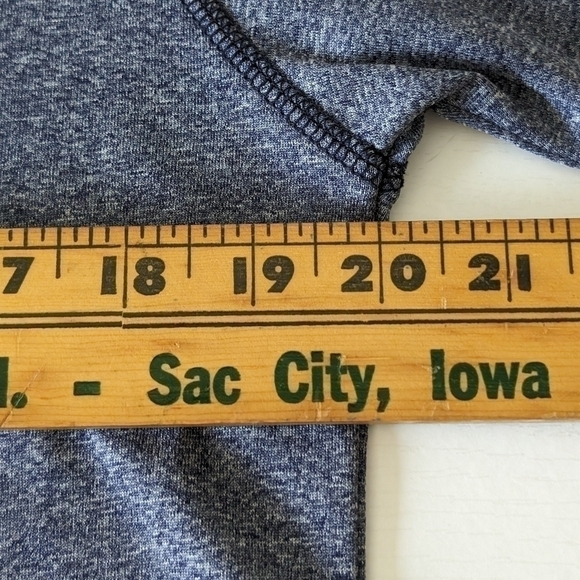 7 18 19 20 21
. - Sac City, Iowa